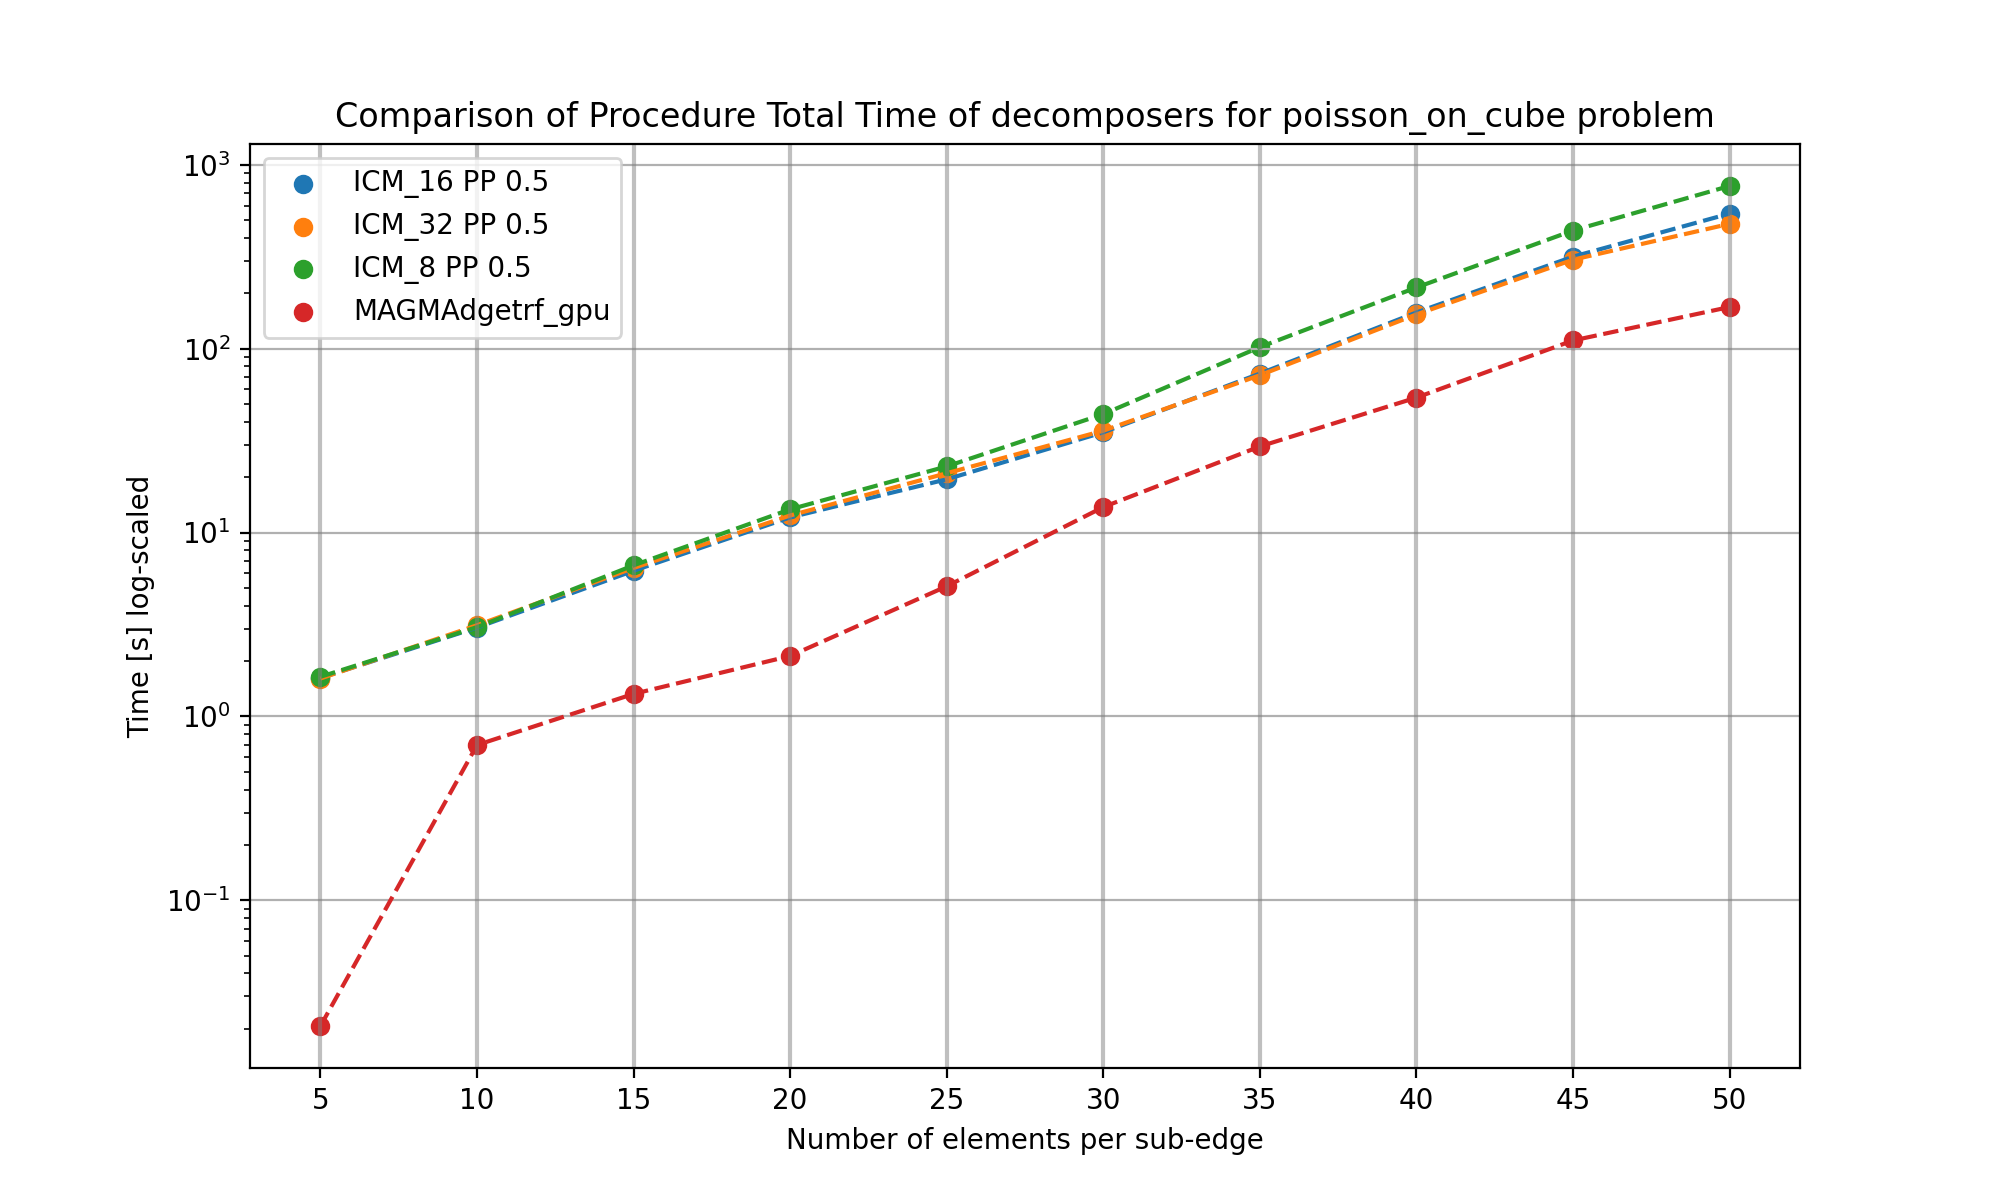 Comparison of Procedure Total Time of decomposers for poisson_on_cube problem
ICM_16 PP 0.5
ICM_32 PP 0.5
ICM_8 PP 0.5
MAGMAdgetrf_gpu
10³
10²
10¹
10⁰
10⁻¹
Time [s] log-scaled
5 10 15 20 25 30 35 40 45 50
Number of elements per sub-edge